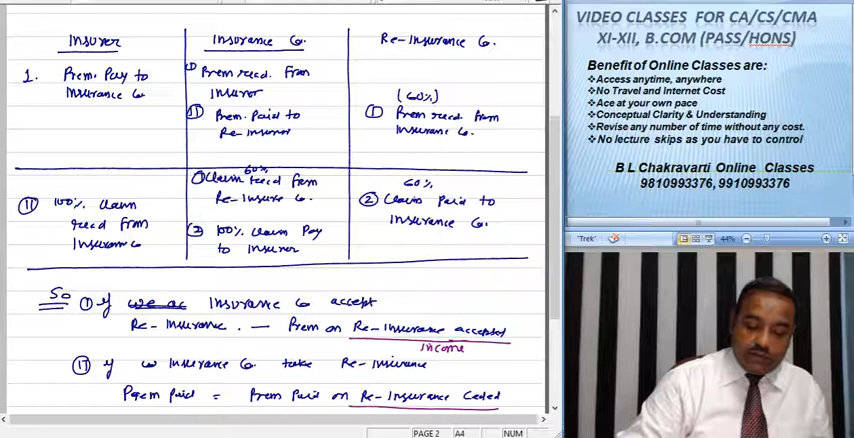 Insurer
Insurance Co.
Re-Insurance Co.
1. Prem. Pay to
Insurance Co
① Prem recd. From
Insurer
② Prem. Paid to
Re-Insurer
(60%)
① Prem recd. From
Insurance Co.
② 100% Claim
recd from
Insurance Co
60%
① Claim recd from
Re-Insure Co.
② 100% Claim Pay
to Insurer
60%
② Claim Paid to
Insurance Co.
So ① if we ac Insurance Co accept
Re-Insurance. — Prem on Re-Insurance accepted
income
② if Insurance Co. take Re-Insurance
Prem Paid = Prem Paid on Re-Insurance Ceded
PAGE 2 A4 NUM
VIDEO CLASSES FOR CA/CS/CMA
XI-XII, B.COM (PASS/HONS)
Benefit of Online Classes are:
✓Access anytime, anywhere
✓No Travel and Internet Cost
✓Ace at your own pace
✓Conceptual Clarity & Understanding
✓Revise any number of time without any cost.
✓No lecture skips as you have to control
B L Chakravarti Online Classes
9810993376, 9910993376
"Trek" 44%